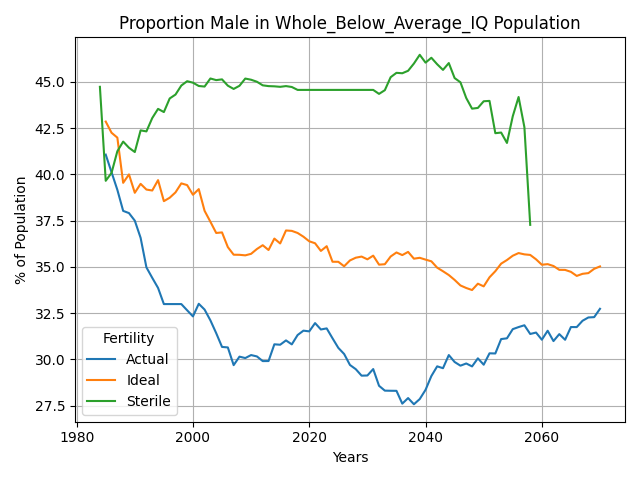 Proportion Male in Whole_Below_Average_IQ Population
% of Population
45.0
42.5
40.0
37.5
35.0
32.5
30.0
27.5
Fertility
Actual
Ideal
Sterile
1980
2000
2020
2040
2060
Years